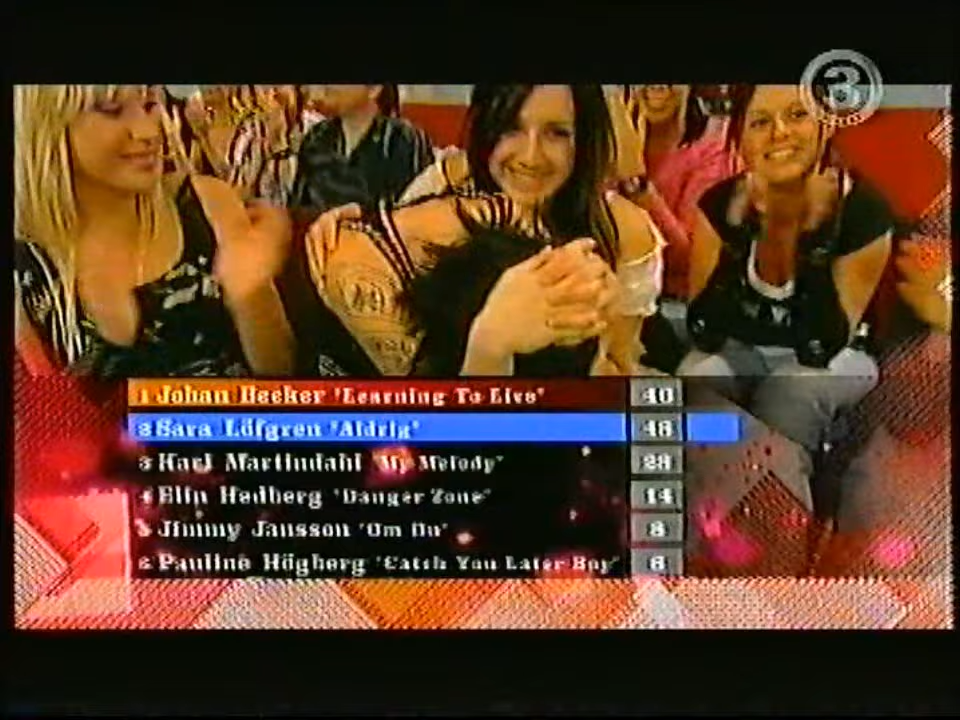 3
1 Johan Becker 'Learning To Live' 40
2 Sara Löfgren 'Aldrig' 48
3 Karl Martindahl 'My Melody' 28
4 Elin Hedberg 'Danger Zone' 14
5 Jimmy Jansson 'Om Du' 8
6 Pauline Högberg 'Catch You Later Boy' 6